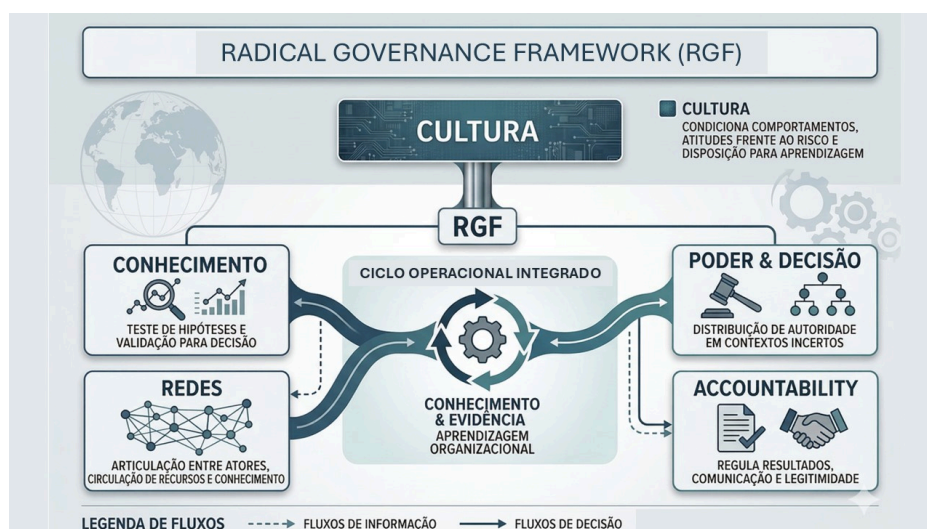 RADICAL GOVERNANCE FRAMEWORK (RGF)
CULTURA
CULTURA
CONDICIONA COMPORTAMENTOS,
ATITUDES FRENTE AO RISCO E
DISPOSIÇÃO PARA APRENDIZAGEM
RGF
CONHECIMENTO
TESTE DE HIPÓTESES E
VALIDAÇÃO PARA DECISÃO
CICLO OPERACIONAL INTEGRADO
PODER & DECISÃO
DISTRIBUIÇÃO DE AUTORIDADE
EM CONTEXTOS INCERTOS
REDES
ARTICULAÇÃO ENTRE ATORES,
CIRCULAÇÃO DE RECURSOS E CONHECIMENTO
CONHECIMENTO
& EVIDÊNCIA
APRENDIZAGEM
ORGANIZACIONAL
ACCOUNTABILITY
REGULA RESULTADOS,
COMUNICAÇÃO E LEGITIMIDADE
LEGENDA DE FLUXOS FLUXOS DE INFORMAÇÃO FLUXOS DE DECISÃO